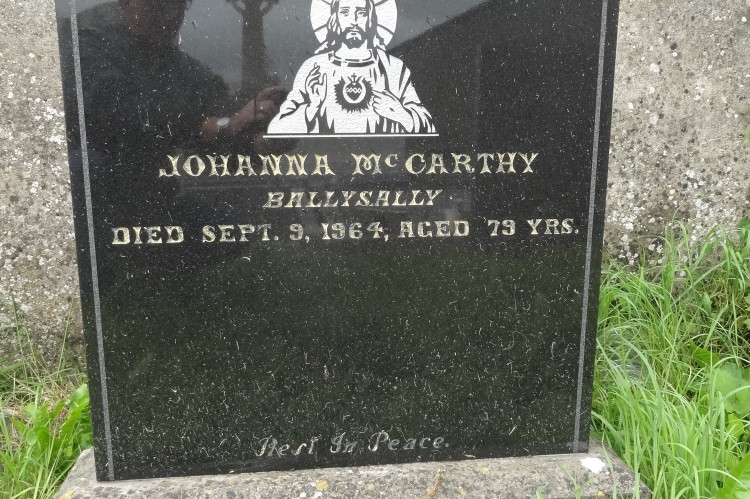 JOHANNA McCARTHY
BALLYSALLY
DIED SEPT. 9, 1964, AGED 79 YRS.
Rest In Peace.